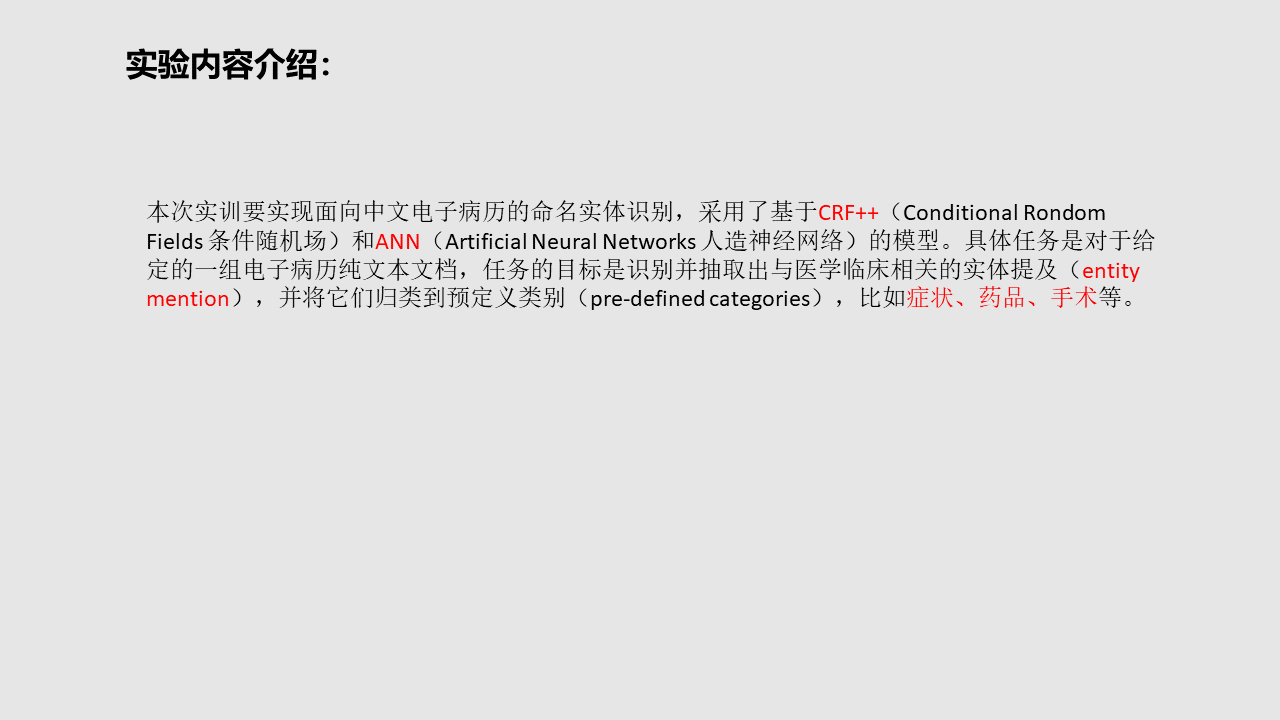 实验内容介绍：
本次实训要实现面向中文电子病历的命名实体识别，采用了基于CRF++（Conditional Rondom
Fields 条件随机场）和ANN（Artificial Neural Networks 人造神经网络）的模型。具体任务是对于给
定的一组电子病历纯文本文档，任务的目标是识别并抽取出与医学临床相关的实体提及（entity
mention），并将它们归类到预定义类别（pre-defined categories），比如症状、药品、手术等。